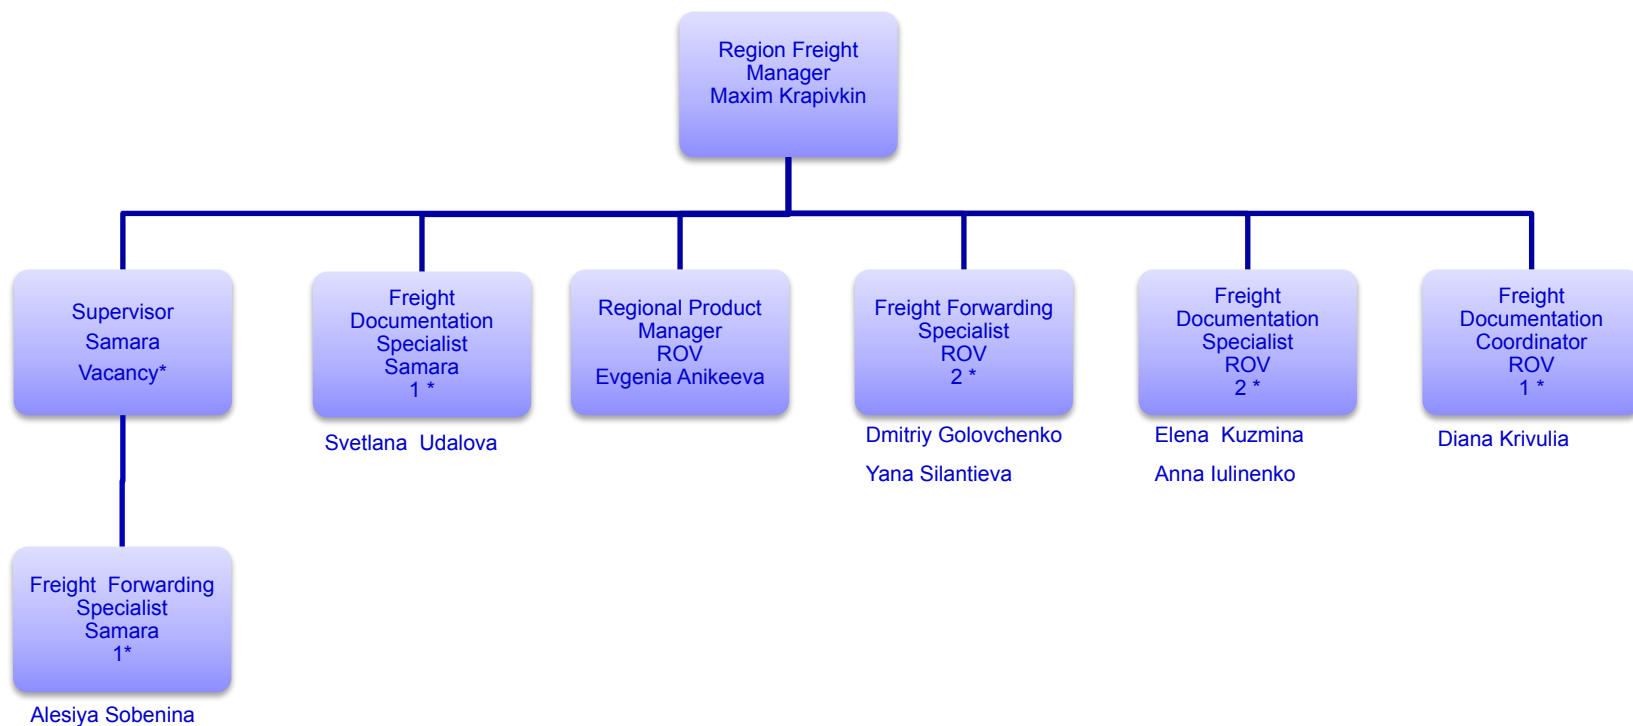 Region Freight
Manager
Maxim Krapivkin
Supervisor
Samara
Vacancy*
Freight
Documentation
Specialist
Samara
1 *
Svetlana  Udalova
Regional Product
Manager
ROV
Evgenia Anikeeva
Freight Forwarding
Specialist
ROV
2 *
Dmitriy Golovchenko
Yana Silantieva
Freight
Documentation
Specialist
ROV
2 *
Elena  Kuzmina
Anna Iulinenko
Freight
Documentation
Coordinator
ROV
1 *
Diana Krivulia
Freight  Forwarding
Specialist
Samara
1*
Alesiya Sobenina